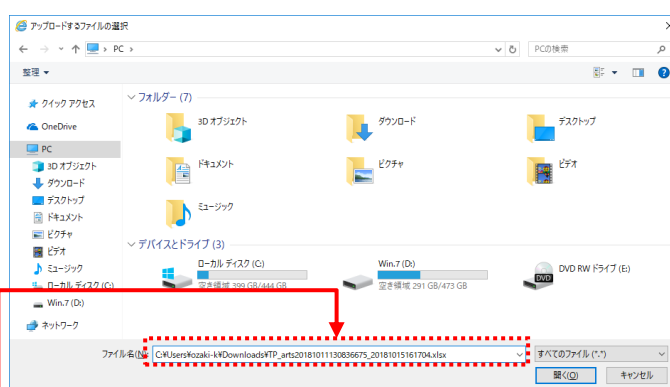 アップロードするファイルの選択
PC
PCの検索
整理
クイック アクセス
OneDrive
PC
3D オブジェクト
ダウンロード
デスクトップ
ドキュメント
ピクチャ
ビデオ
ミュージック
ローカル ディスク (C:)
Win.7 (D:)
ネットワーク
フォルダー (7)
3D オブジェクト
ダウンロード
デスクトップ
ドキュメント
ピクチャ
ビデオ
ミュージック
デバイスとドライブ (3)
ローカル ディスク (C:)
空き領域 399 GB/444 GB
Win.7 (D:)
空き領域 291 GB/473 GB
DVD
DVD RW ドライブ (E:)
ファイル名(N):
C:¥Users¥ozaki-k¥Downloads¥TP_arts20181011130836675_20181015161704.xlsx
すべてのファイル (*.*)
開く(O)
キャンセル